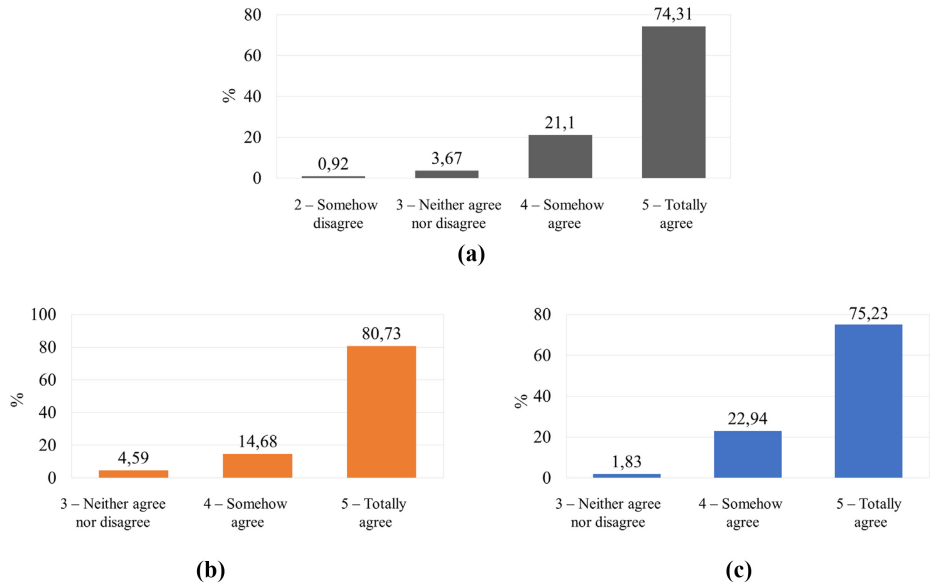 80
60
40
20
0
%
0,92
3,67
21,1
74,31
2 – Somehow disagree
3 – Neither agree nor disagree
4 – Somehow agree
5 – Totally agree
(a)
100
80
60
40
20
0
%
4,59
14,68
80,73
3 – Neither agree nor disagree
4 – Somehow agree
5 – Totally agree
(b)
80
60
40
20
0
%
1,83
22,94
75,23
3 – Neither agree nor disagree
4 – Somehow agree
5 – Totally agree
(c)